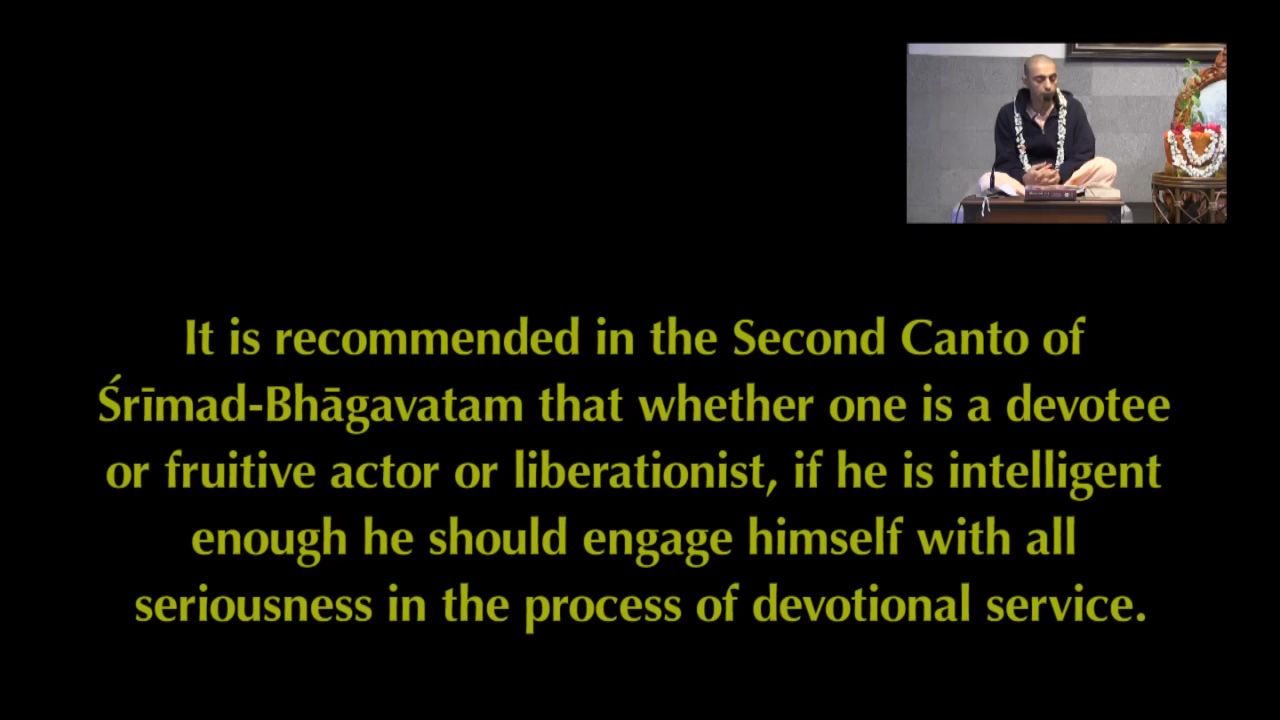 It is recommended in the Second Canto of
Śrīmad-Bhāgavatam that whether one is a devotee
or fruitive actor or liberationist, if he is intelligent
enough he should engage himself with all
seriousness in the process of devotional service.